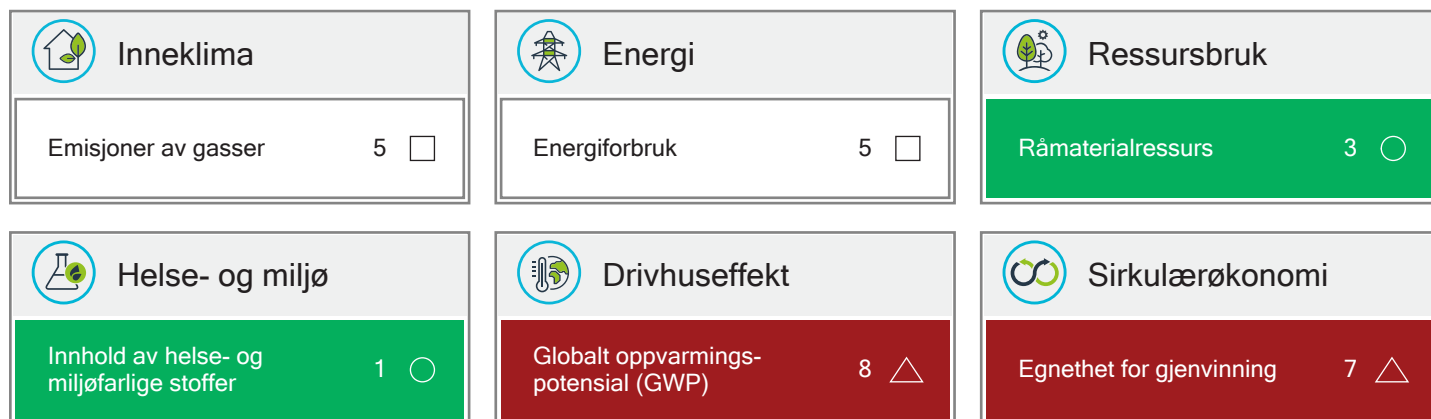 Inneklima
Emisjoner av gasser 5
Energi
Energiforbruk 5
Ressursbruk
Råmaterialressurs 3
Helse- og miljø
Innhold av helse- og
miljøfarlige stoffer 1
Drivhuseffekt
Globalt oppvarmings-
potensial (GWP) 8
Sirkulærøkonomi
Egnethet for gjenvinning 7